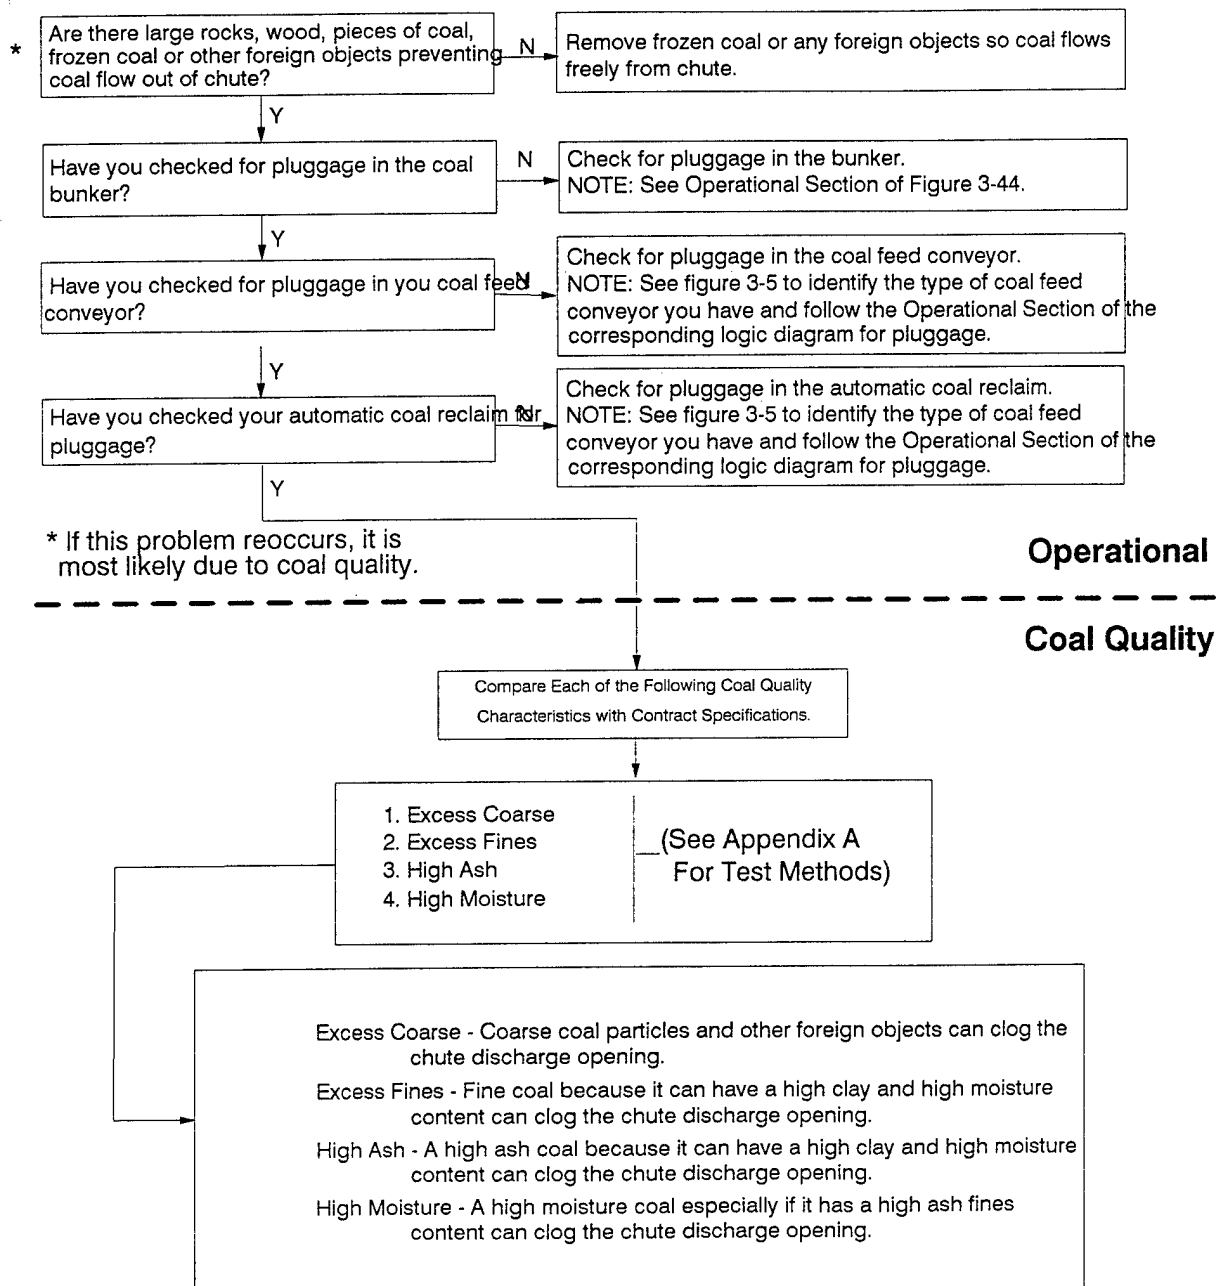 Are there large rocks, wood, pieces of coal,
* frozen coal or other foreign objects preventing
coal flow out of chute?
N
Remove frozen coal or any foreign objects so coal flows
freely from chute.
Y
Have you checked for pluggage in the coal
bunker?
N
Check for pluggage in the bunker.
NOTE: See Operational Section of Figure 3-44.
Y
Have you checked for pluggage in you coal feed
conveyor?
N
Check for pluggage in the coal feed conveyor.
NOTE: See figure 3-5 to identify the type of coal feed
conveyor you have and follow the Operational Section of the
corresponding logic diagram for pluggage.
Y
Have you checked your automatic coal reclaim for
pluggage?
N
Check for pluggage in the automatic coal reclaim.
NOTE: See figure 3-5 to identify the type of coal feed
conveyor you have and follow the Operational Section of the
corresponding logic diagram for pluggage.
Y
* If this problem reoccurs, it is
most likely due to coal quality.
Operational
Coal Quality
Compare Each of the Following Coal Quality
Characteristics with Contract Specifications.
1. Excess Coarse
2. Excess Fines
3. High Ash
4. High Moisture
(See Appendix A
For Test Methods)
Excess Coarse - Coarse coal particles and other foreign objects can clog the
chute discharge opening.
Excess Fines - Fine coal because it can have a high clay and high moisture
content can clog the chute discharge opening.
High Ash - A high ash coal because it can have a high clay and high moisture
content can clog the chute discharge opening.
High Moisture - A high moisture coal especially if it has a high ash fines
content can clog the chute discharge opening.